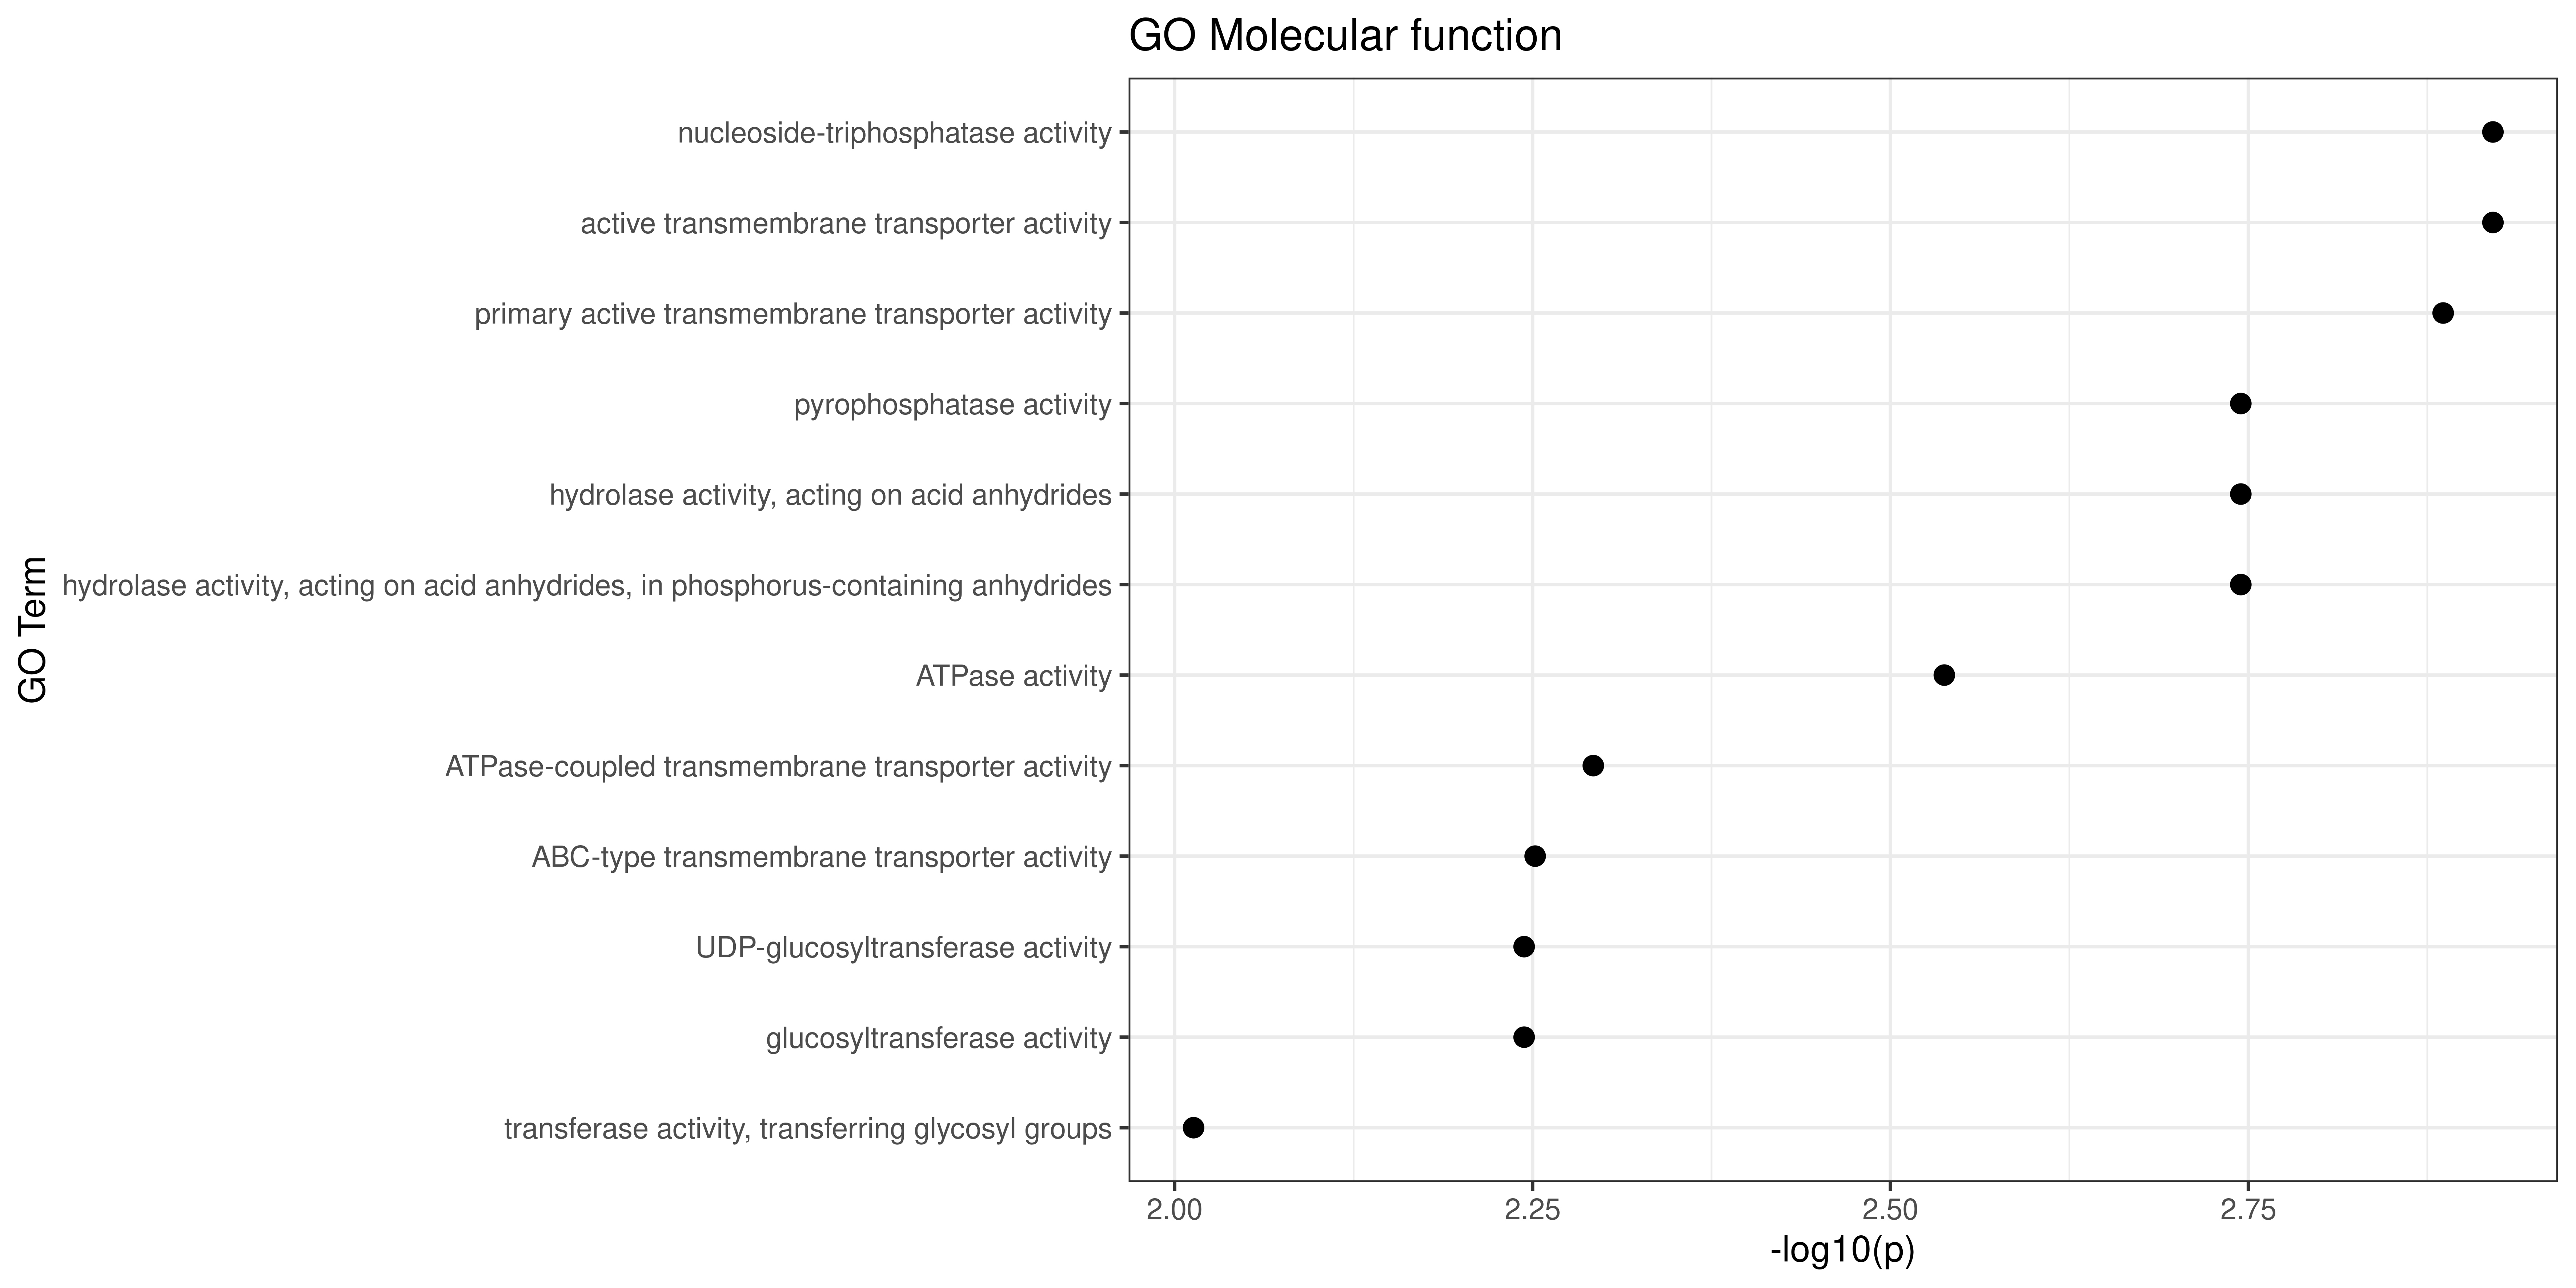 GO Molecular function
nucleoside-triphosphatase activity
active transmembrane transporter activity
primary active transmembrane transporter activity
pyrophosphatase activity
hydrolase activity, acting on acid anhydrides
hydrolase activity, acting on acid anhydrides, in phosphorus-containing anhydrides
ATPase activity
ATPase-coupled transmembrane transporter activity
ABC-type transmembrane transporter activity
UDP-glucosyltransferase activity
glucosyltransferase activity
transferase activity, transferring glycosyl groups
GO Term
2.00 2.25 2.50 2.75
-log10(p)